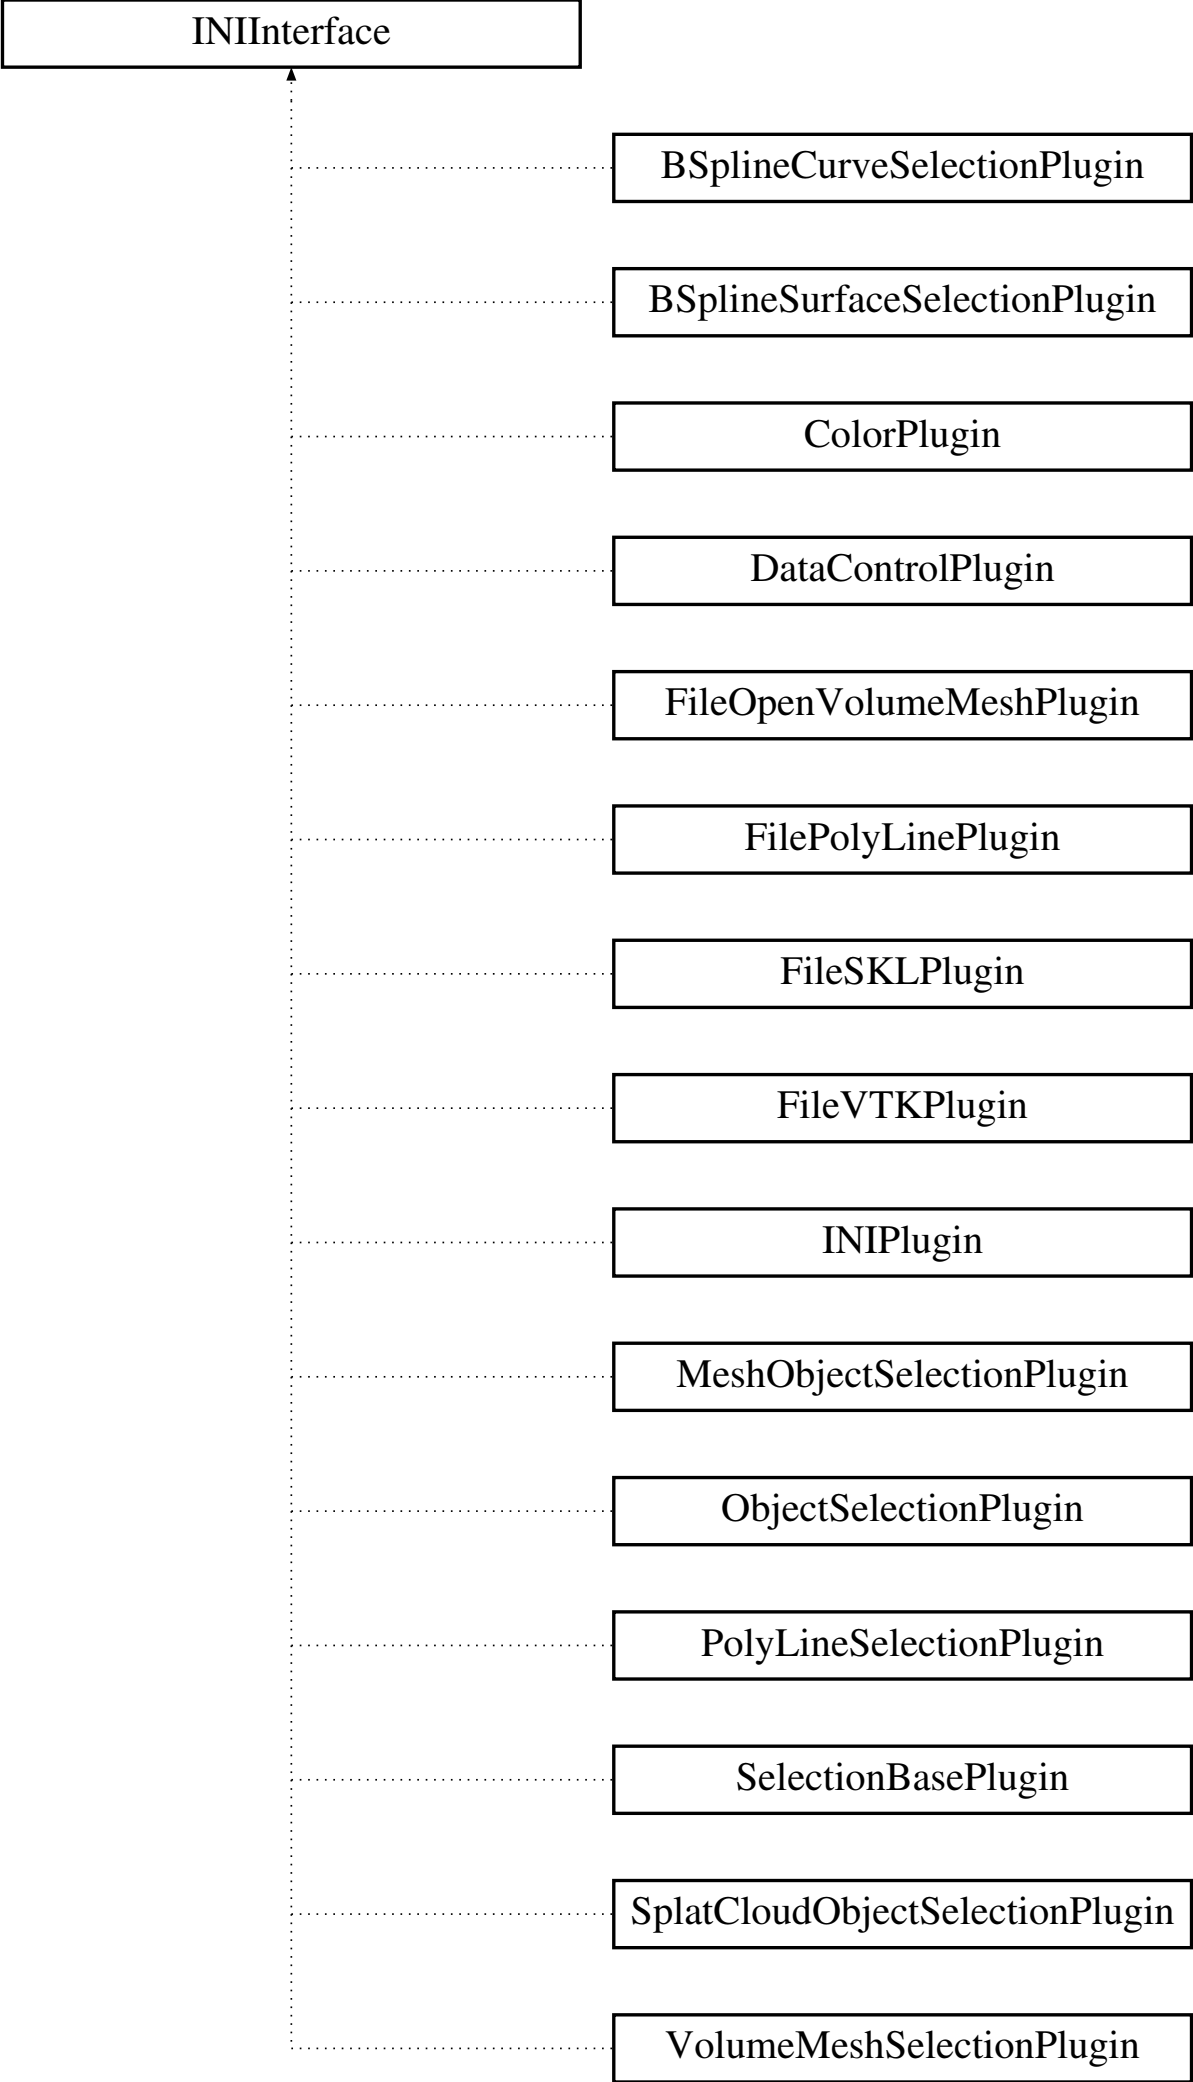 INIInterface
BSplineCurveSelectionPlugin
BSplineSurfaceSelectionPlugin
ColorPlugin
DataControlPlugin
FileOpenVolumeMeshPlugin
FilePolyLinePlugin
FileSKLPlugin
FileVTKPlugin
INIPlugin
MeshObjectSelectionPlugin
ObjectSelectionPlugin
PolyLineSelectionPlugin
SelectionBasePlugin
SplatCloudObjectSelectionPlugin
VolumeMeshSelectionPlugin